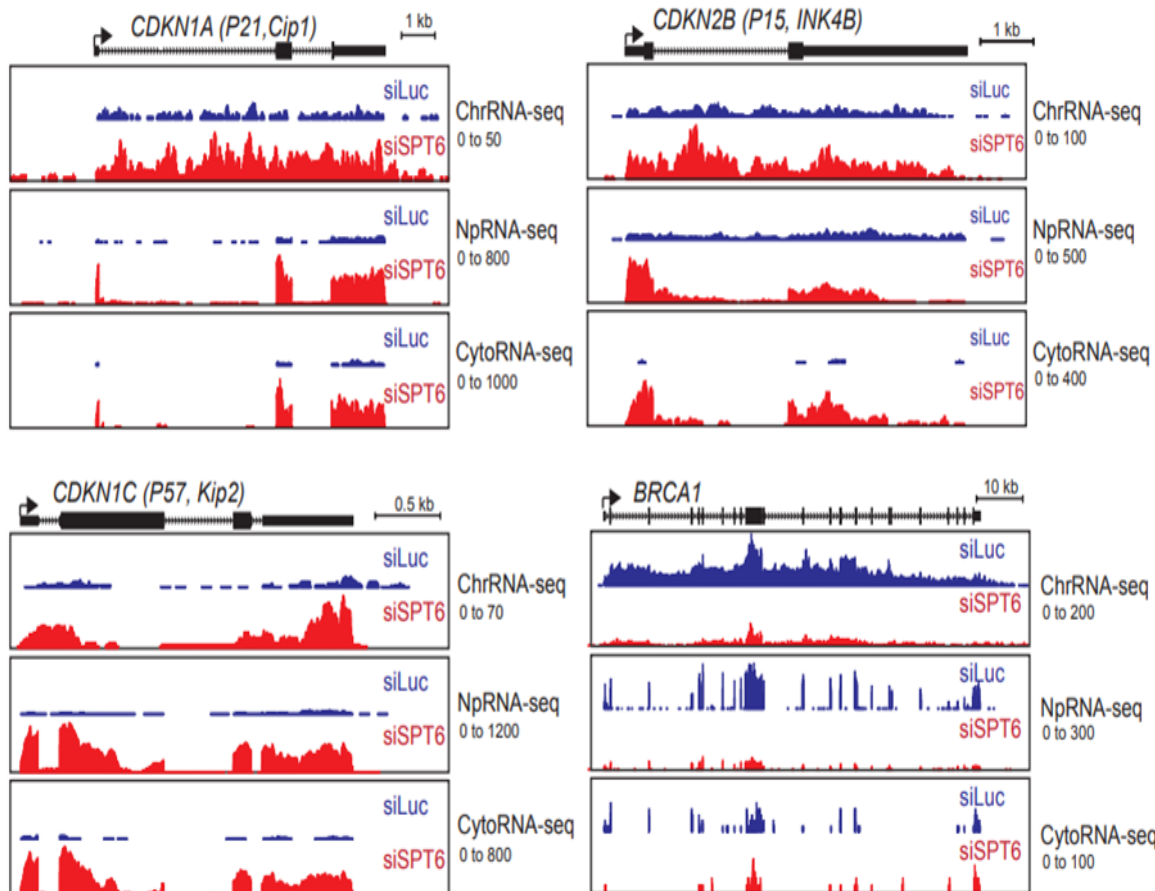 CDKN1A (P21,Cip1)
1 kb
siLuc
ChrRNA-seq
0 to 50
siSPT6
siLuc
NpRNA-seq
0 to 800
siSPT6
siLuc
CytoRNA-seq
0 to 1000
siSPT6
CDKN2B (P15, INK4B)
1 kb
siLuc
ChrRNA-seq
0 to 100
siSPT6
siLuc
NpRNA-seq
0 to 500
siSPT6
siLuc
CytoRNA-seq
0 to 400
siSPT6
CDKN1C (P57, Kip2)
0.5 kb
siLuc
ChrRNA-seq
0 to 70
siSPT6
siLuc
NpRNA-seq
0 to 1200
siSPT6
siLuc
CytoRNA-seq
0 to 800
siSPT6
BRCA1
10 kb
siLuc
ChrRNA-seq
0 to 200
siSPT6
siLuc
NpRNA-seq
0 to 300
siSPT6
siLuc
CytoRNA-seq
0 to 100
siSPT6